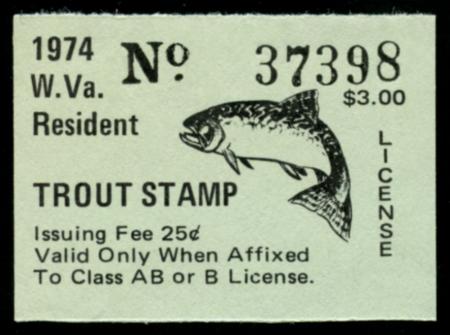 1974 No 37398
W.Va. $3.00
Resident
LICENSE
TROUT STAMP
Issuing Fee 25¢
Valid Only When Affixed
To Class AB or B License.